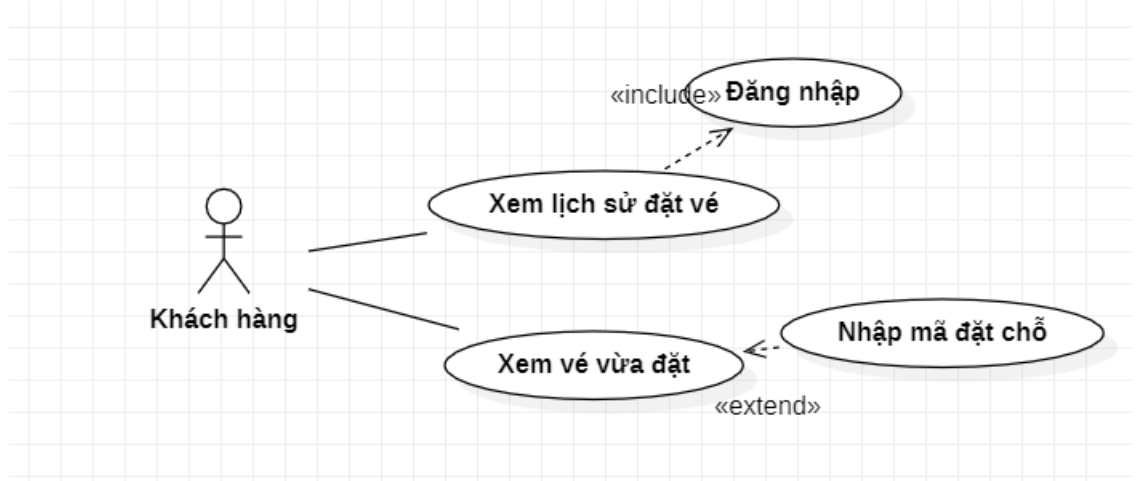 «include» Đăng nhập
Xem lịch sử đặt vé
Khách hàng
Nhập mã đặt chỗ
Xem vé vừa đặt
«extend»